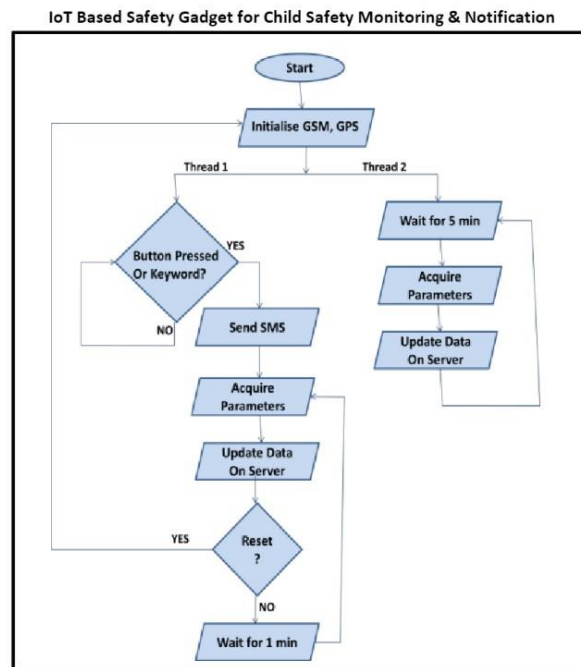 IoT Based Safety Gadget for Child Safety Monitoring & Notification
Start
Initialise GSM, GPS
Thread 1
Thread 2
Button Pressed
Or Keyword?
YES
NO
Send SMS
Acquire
Parameters
Update Data
On Server
Reset
?
YES
NO
Wait for 1 min
Wait for 5 min
Acquire
Parameters
Update Data
On Server